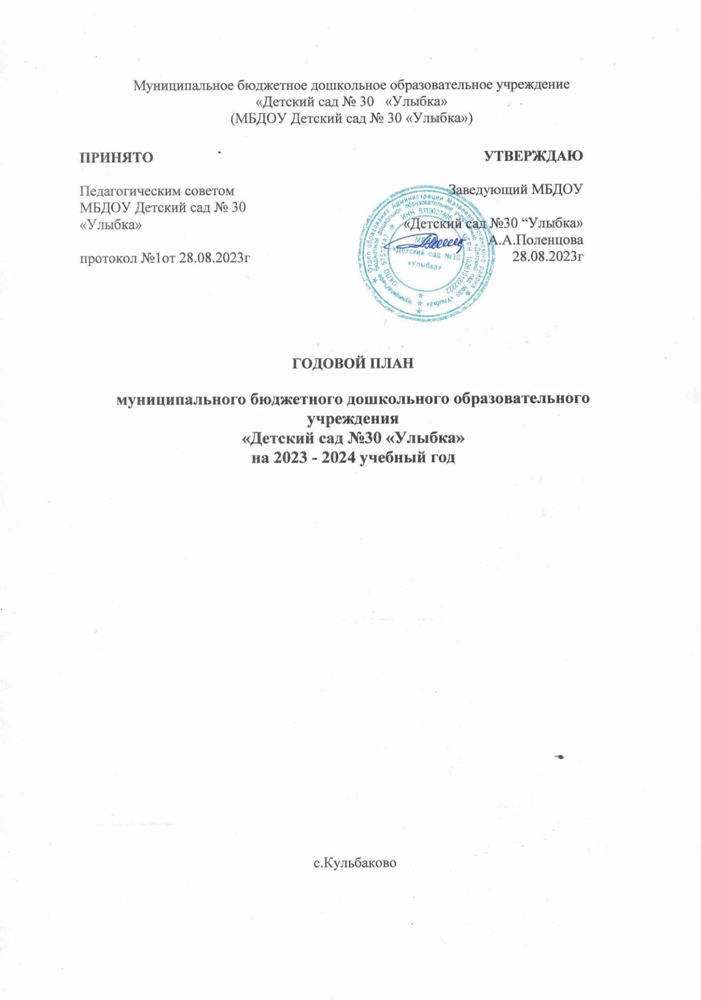 Муниципальное бюджетное дошкольное образовательное учреждение
«Детский сад № 30 «Улыбка»
(МБДОУ Детский сад № 30 «Улыбка»)
ПРИНЯТО
Педагогическим советом
МБДОУ Детский сад № 30
«Улыбка»
протокол №1от 28.08.2023г
УТВЕРЖДАЮ
Заведующий МБДОУ
«Детский сад №30 “Улыбка»
А.А.Поленцова
28.08.2023г
Отдел образования Администрации Матвеево-Курганского района
муниципальное бюджетное дошкольное образовательное учреждение «Детский сад №30 «Улыбка»
ИНН 6119007406
ОГРН 1026101232222
ОКПО
«Детский сад №30
«Улыбка»
ГОДОВОЙ ПЛАН
муниципального бюджетного дошкольного образовательного
учреждения
«Детский сад №30 «Улыбка»
на 2023 - 2024 учебный год
с.Кульбаково